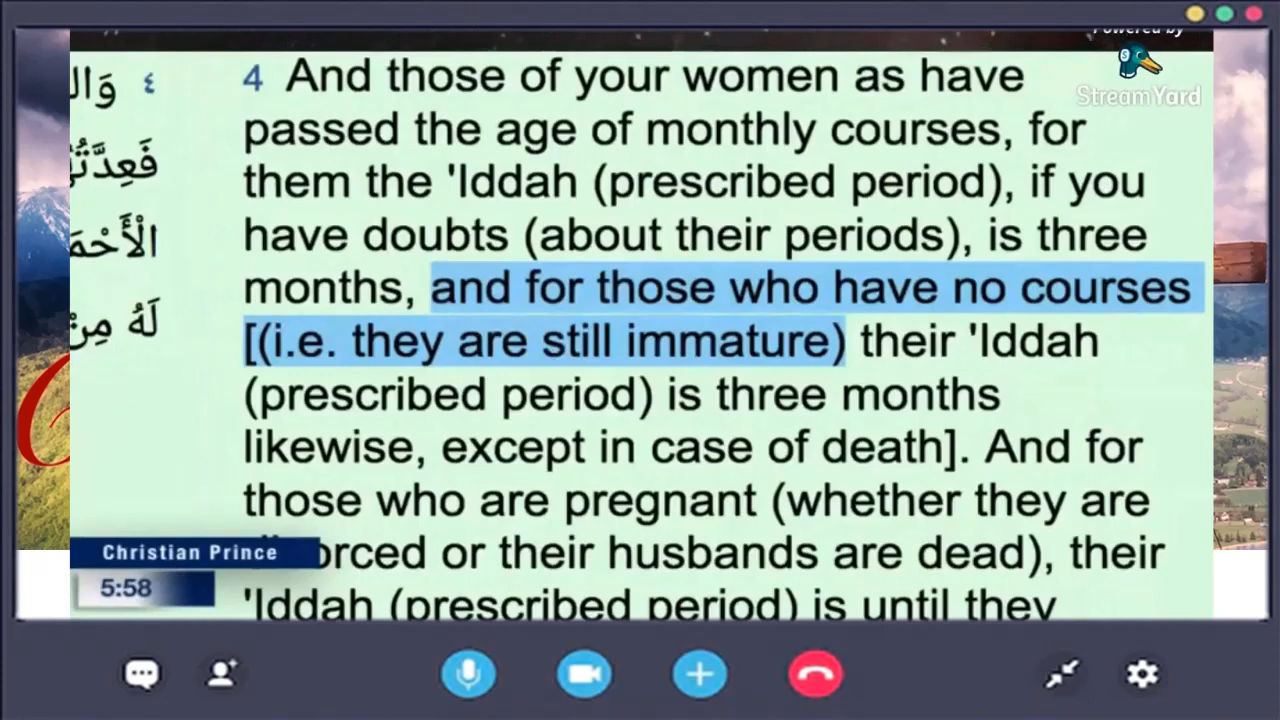 Powered by
StreamYard
4 And those of your women as have
passed the age of monthly courses, for
them the 'Iddah (prescribed period), if you
have doubts (about their periods), is three
months, and for those who have no courses
[(i.e. they are still immature) their 'Iddah
(prescribed period) is three months
likewise, except in case of death]. And for
those who are pregnant (whether they are
orced or their husbands are dead), their
'Iddah (prescribed period) is until they
٤
لَهُ
Christian Prince
5:58